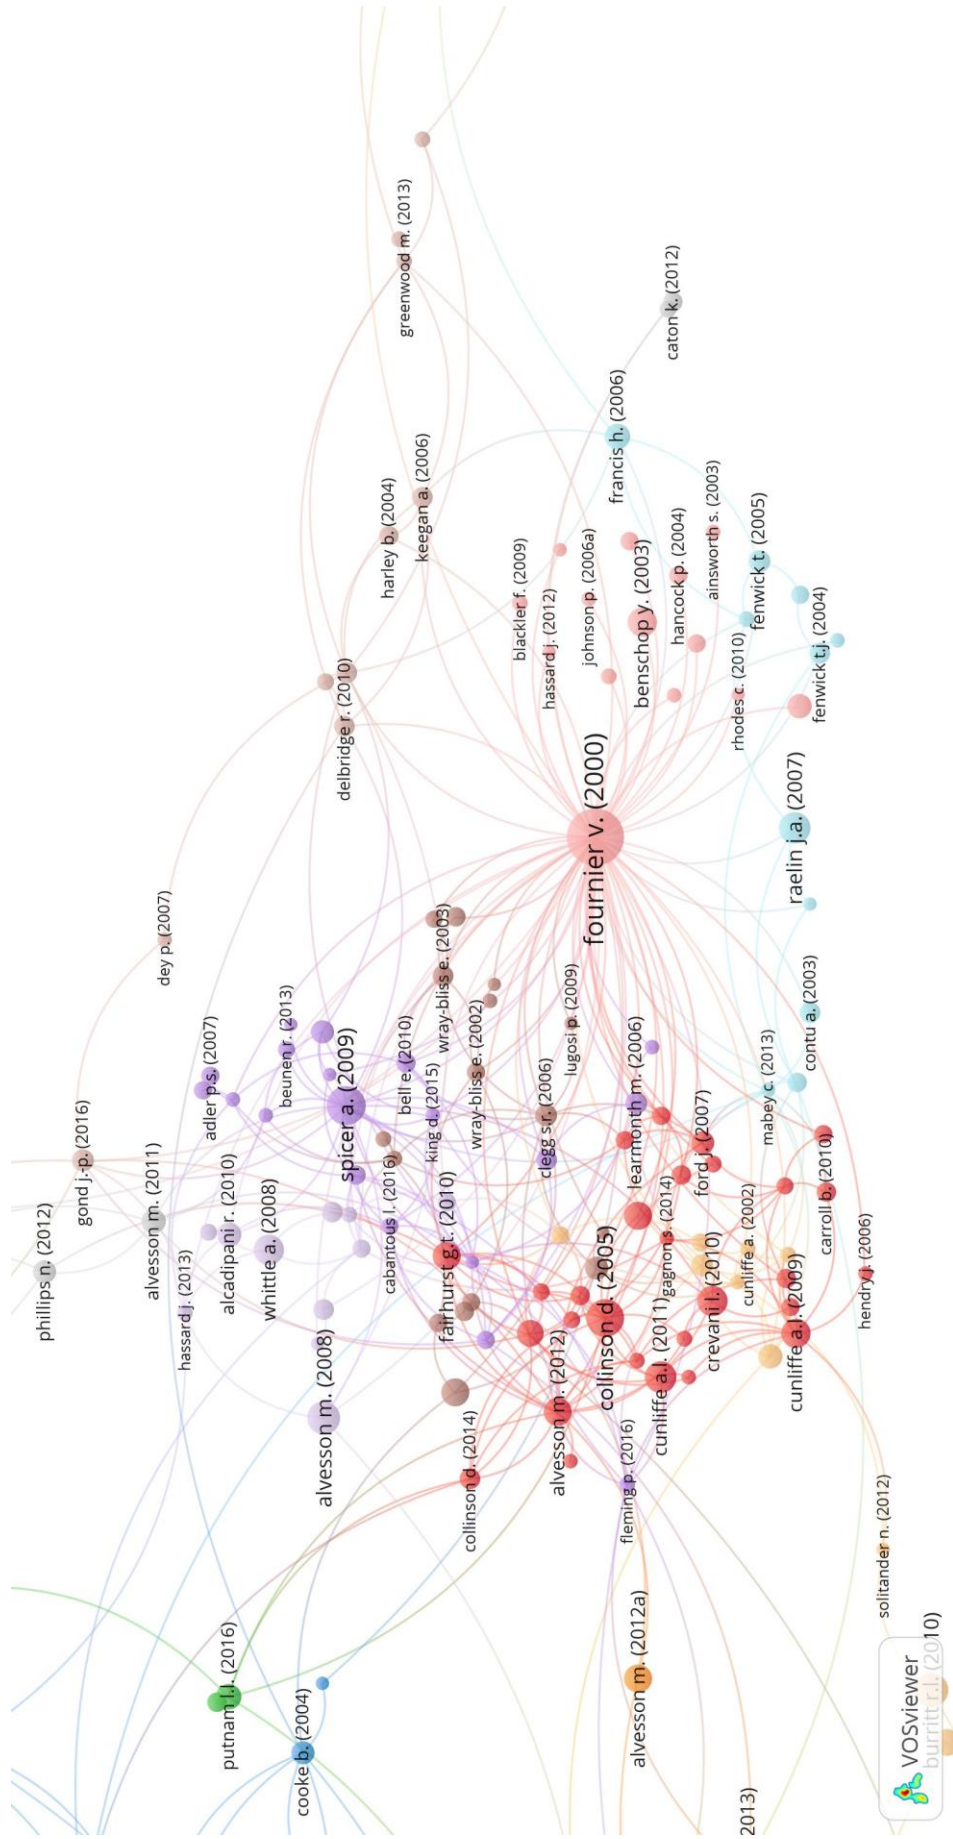 phillips n. (2012)
gond j.-p. (2016)
alvesson m. (2011)
dey p. (2007)
hassard j. (2013)
adler p.s. (2007)
putnam l.l. (2016)
alcadipani r. (2010)
whittle a. (2008)
beunen r. (2013)
cooke b. (2004)
alvesson m. (2008)
spicer a. (2009)
delbridge r. (2010)
cabantous l. (2016)
harley b. (2004)
bell e. (2010)
greenwood m. (2013)
keegan a. (2006)
king d. (2015)
wray-bliss e. (2003)
fairhurst g.t. (2010)
collinson d. (2014)
wray-bliss e. (2002)
blackler f. (2009)
clegg s.r. (2006)
hassard j. (2012)
alvesson m. (2012)
lugosi p. (2009)
johnson p. (2006a)
fournier v. (2000)
collinson d. (2005)
francis h. (2006)
fleming p. (2016)
learmonth m. (2006)
alvesson m. (2012a)
benschop y. (2003)
cunliffe a.l. (2011)
gagnon s. (2014)
caton k. (2012)
hancock p. (2004)
ford j. (2007)
crevani l. (2010)
ainsworth s. (2003)
rhodes c. (2010)
2013)
cunliffe a. (2002)
fenwick t. (2005)
mabey c. (2013)
raelin j.a. (2007)
cunliffe a.l. (2009)
contu a. (2003)
fenwick t.j. (2004)
carroll b. (2010)
hendry j. (2006)
solitander n. (2012)
VOSviewer
burritt r.l. (2010)